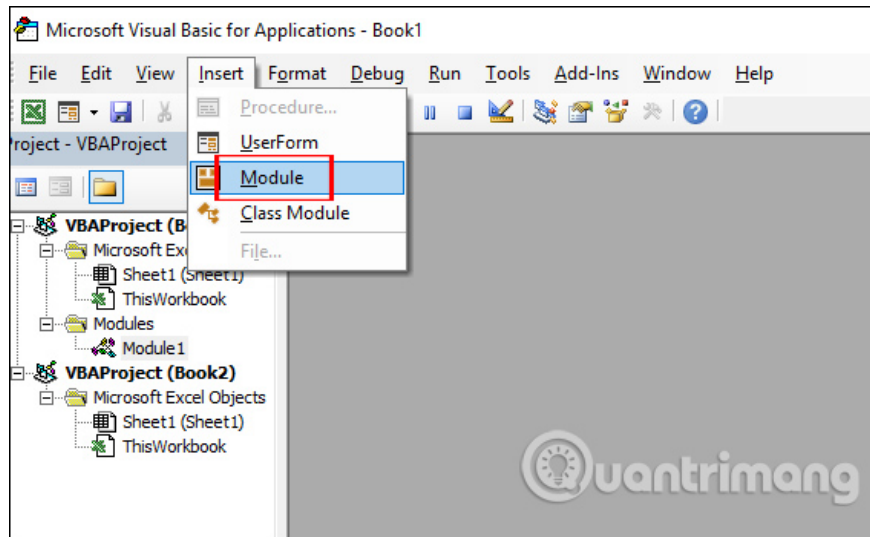 Microsoft Visual Basic for Applications - Book1
File Edit View Insert Format Debug Run Tools Add-Ins Window Help
Procedure...
UserForm
Module
Class Module
File...
roject - VBAProject
VBAProject (B
Microsoft Ex
Sheet1 (Sheet1)
ThisWorkbook
Modules
Module1
VBAProject (Book2)
Microsoft Excel Objects
Sheet1 (Sheet1)
ThisWorkbook
Quantrimang